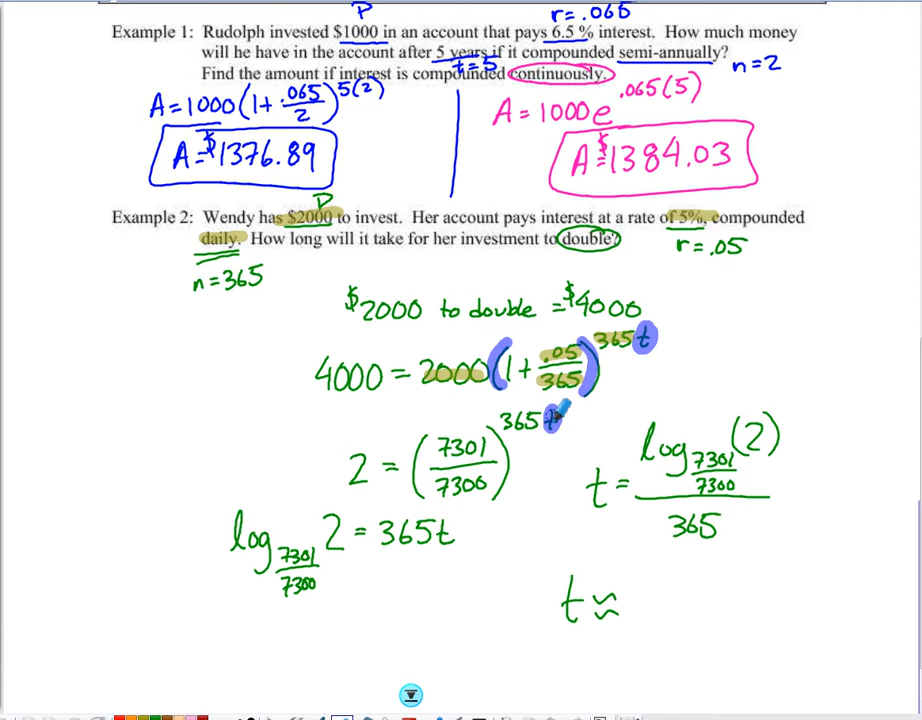 P
r = .065
Example 1: Rudolph invested $1000 in an account that pays 6.5 % interest. How much money
will he have in the account after 5 years if it compounded semi-annually?
t=5
n=2
Find the amount if interest is compounded continuously.
A=1000(1+.065/2)^5(2)
A=$1376.89
A=1000e^.065(5)
A=$1384.03
P
Example 2: Wendy has $2000 to invest. Her account pays interest at a rate of 5%, compounded
daily. How long will it take for her investment to double?
n=365
r=.05
$2000 to double =$4000
4000 = 2000(1+.05/365)^365t
2 = (7301/7300)^365t
log_7301/7300 2 = 365t
t= log_7301/7300 (2)/365
t≈